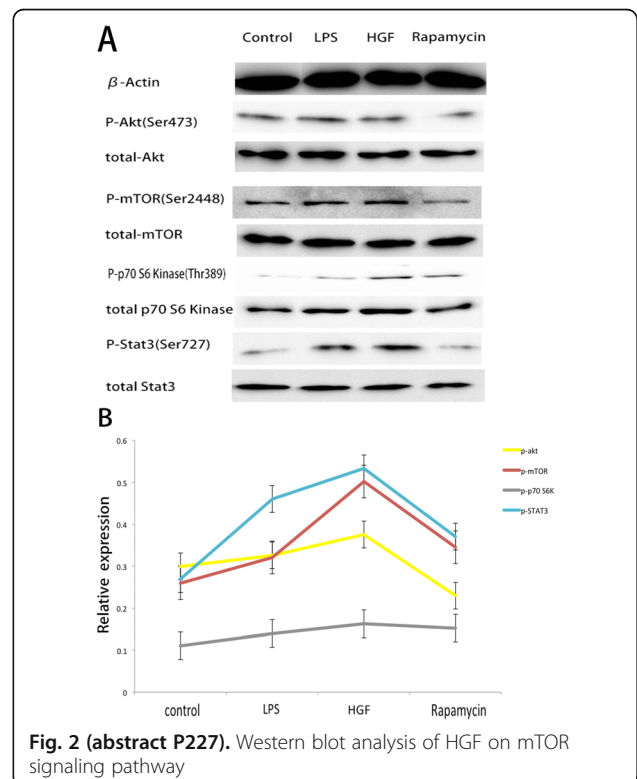 A
Control LPS HGF Rapamycin
β-Actin
P-Akt(Ser473)
total-Akt
P-mTOR(Ser2448)
total-mTOR
P-p70 S6 Kinase(Thr389)
total p70 S6 Kinase
P-Stat3(Ser727)
total Stat3
B
0.6
0.5
0.4
0.3
0.2
0.1
0
Relative expression
control LPS HGF Rapamycin
p-akt
p-mTOR
p-p70 S6K
p-STAT3
Fig. 2 (abstract P227). Western blot analysis of HGF on mTOR
signaling pathway